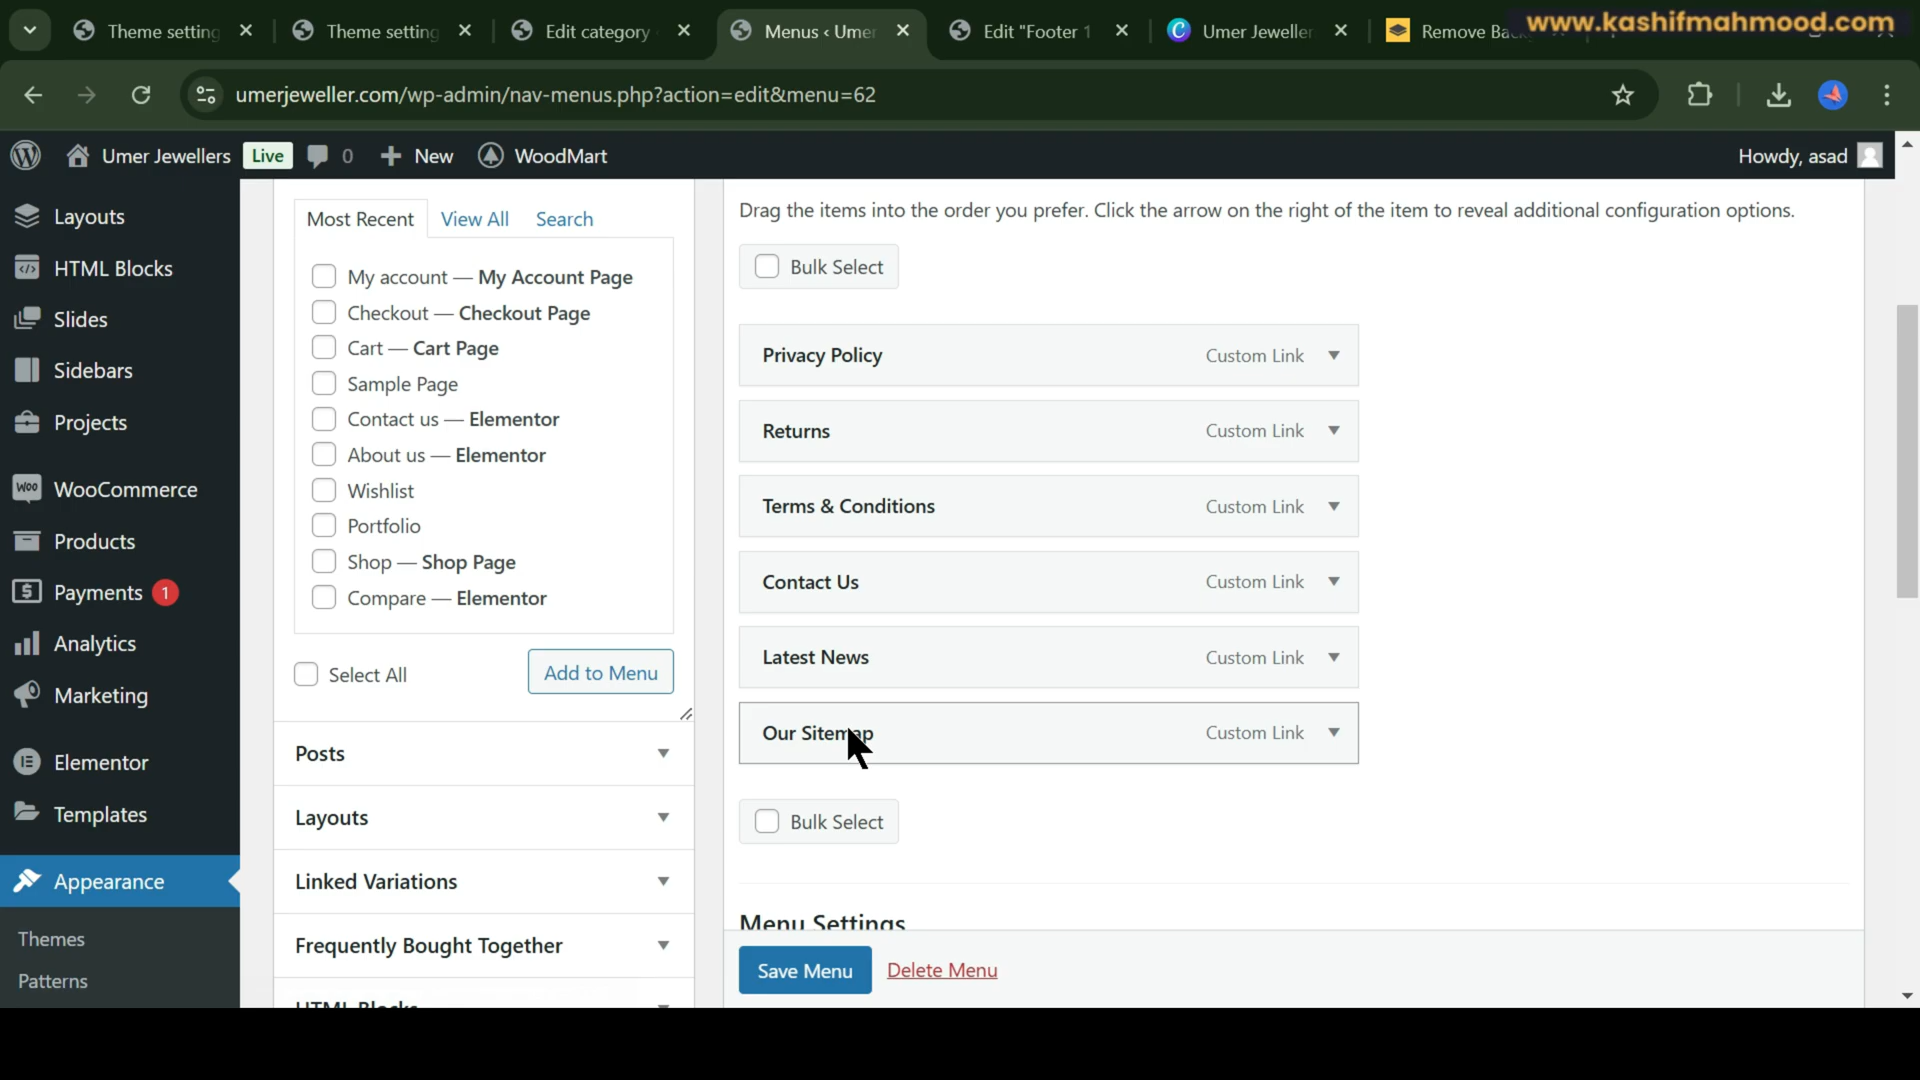 Theme setting
Theme setting
Edit category
Menus ‹ Umer
Edit "Footer 1
Umer Jeweller
Remove Ba
www.kashifmahmood.com
umerjeweller.com/wp-admin/nav-menus.php?action=edit&menu=62
Umer Jewellers
Live
0
New
WoodMart
Howdy, asad
Layouts
HTML Blocks
Slides
Sidebars
Projects
WooCommerce
Products
Payments 1
Analytics
Marketing
Elementor
Templates
Appearance
Themes
Patterns
Most Recent
View All
Search
My account — My Account Page
Checkout — Checkout Page
Cart — Cart Page
Sample Page
Contact us — Elementor
About us — Elementor
Wishlist
Portfolio
Shop — Shop Page
Compare — Elementor
Select All
Add to Menu
Posts
Layouts
Linked Variations
Frequently Bought Together
HTML Blocks
Drag the items into the order you prefer. Click the arrow on the right of the item to reveal additional configuration options.
Bulk Select
Privacy Policy Custom Link
Returns Custom Link
Terms & Conditions Custom Link
Contact Us Custom Link
Latest News Custom Link
Our Sitemap Custom Link
Bulk Select
Menu Settings
Save Menu
Delete Menu